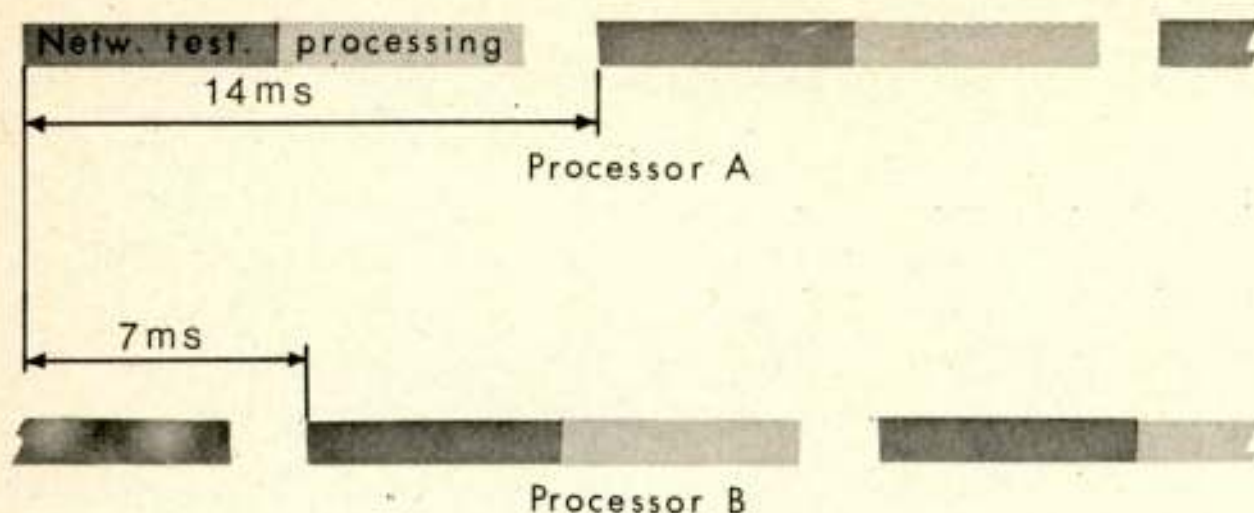 Netw. test. processing
14ms
Processor A
7ms
Processor B